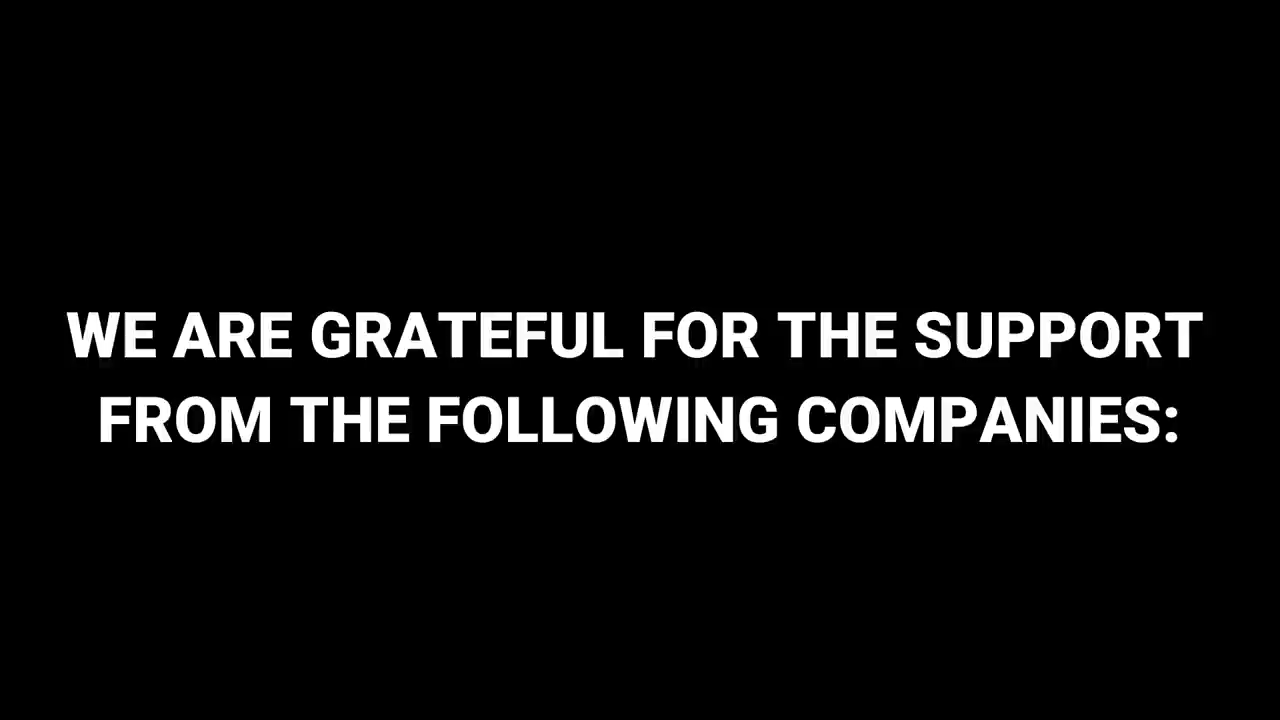 WE ARE GRATEFUL FOR THE SUPPORT
FROM THE FOLLOWING COMPANIES: